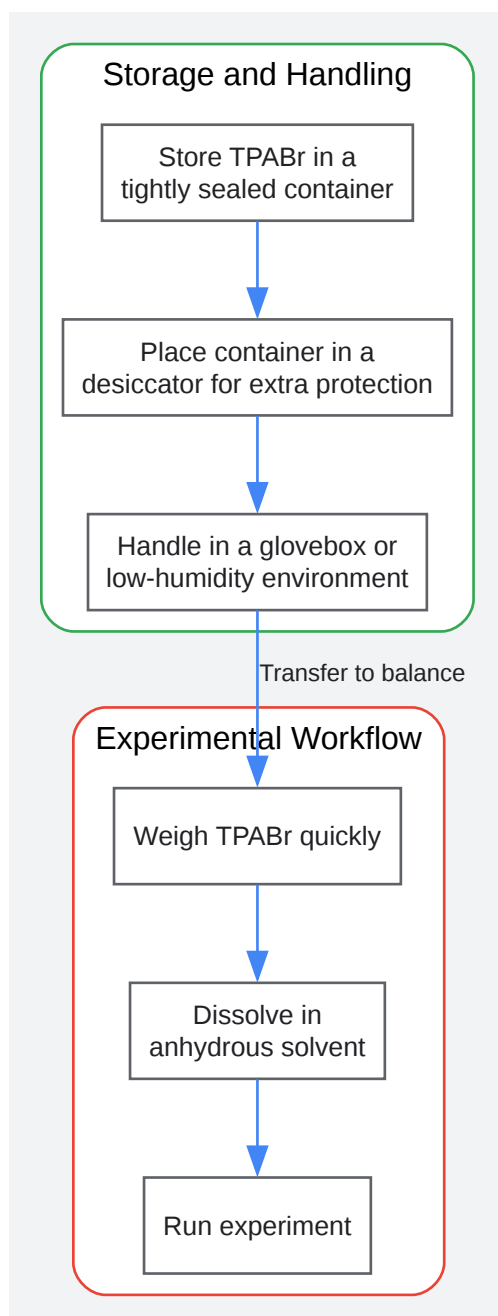 Storage and Handling
Store TPABr in a
tightly sealed container
Place container in a
desiccator for extra protection
Handle in a glovebox or
low-humidity environment
Transfer to balance
Experimental Workflow
Weigh TPABr quickly
Dissolve in
anhydrous solvent
Run experiment